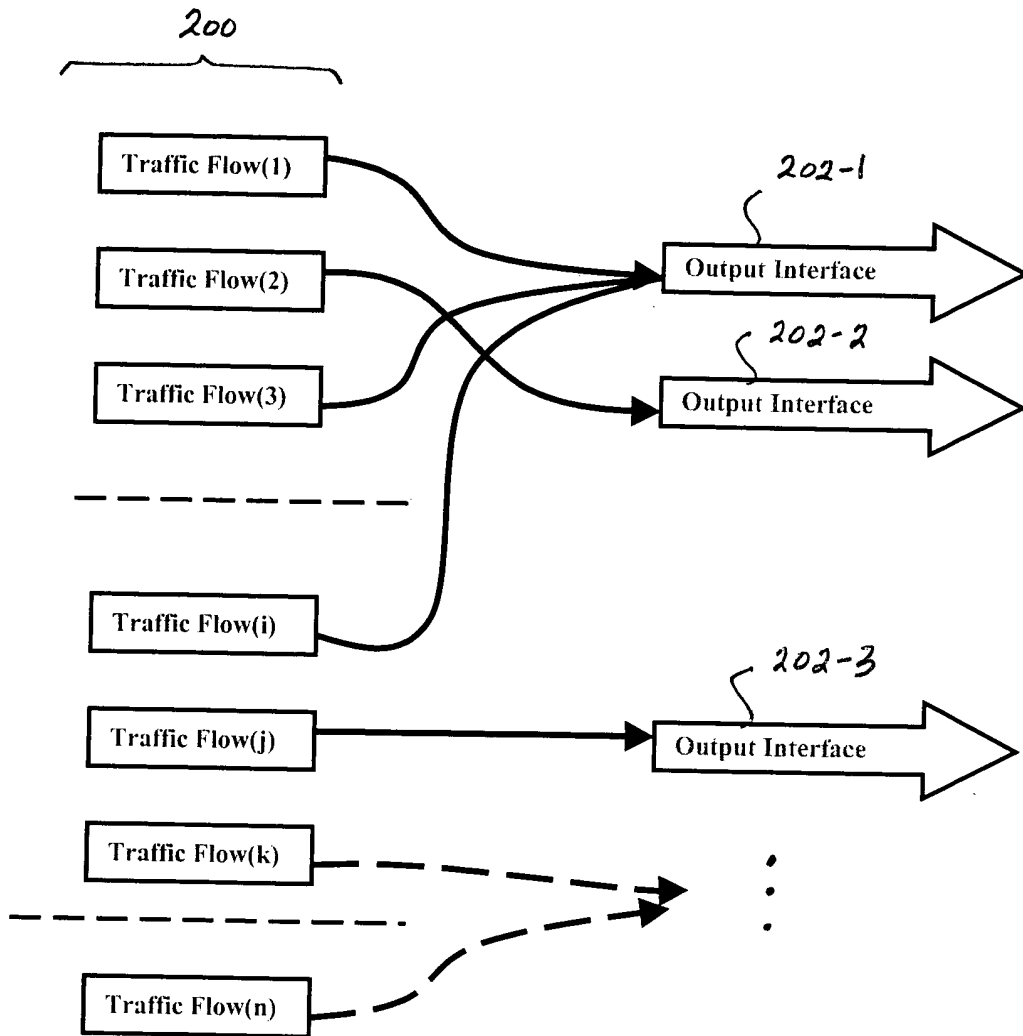 200
Traffic Flow(1)
202-1
Output Interface
Traffic Flow(2)
202-2
Traffic Flow(3)
Output Interface
Traffic Flow(i)
202-3
Traffic Flow(j)
Output Interface
Traffic Flow(k)
Traffic Flow(n)